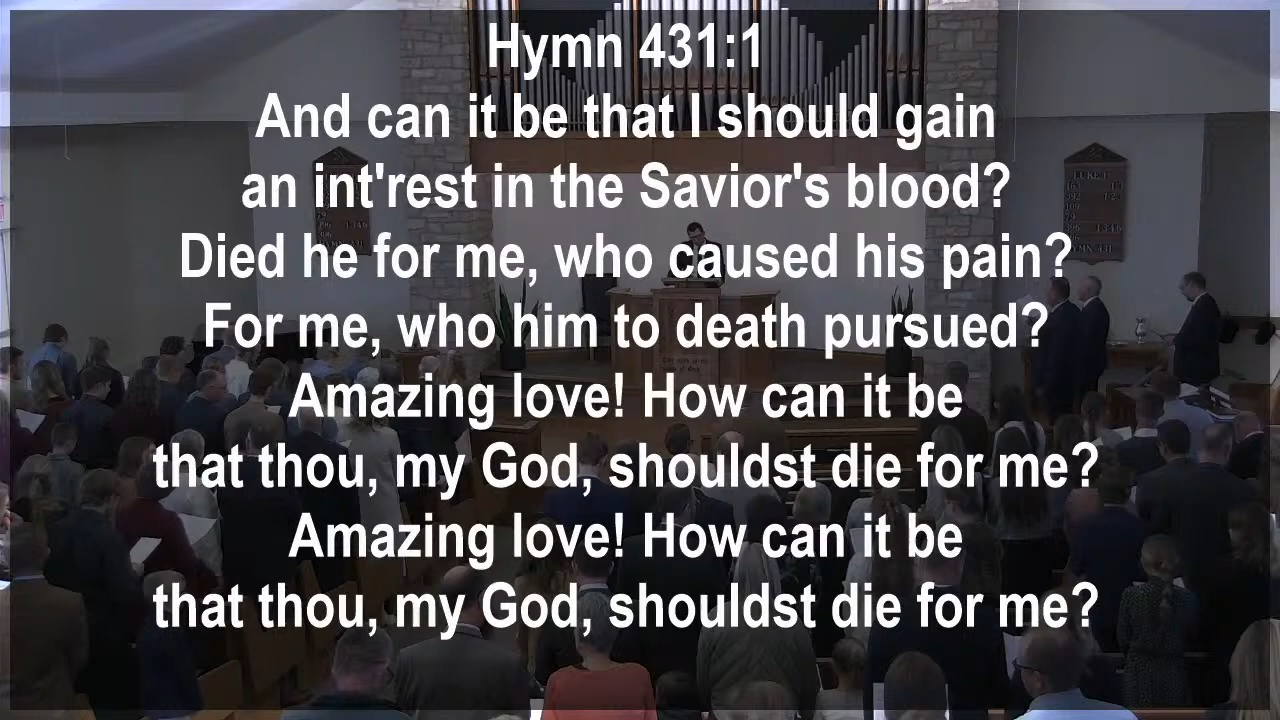 Hymn 431:1
And can it be that I should gain
an int'rest in the Savior's blood?
Died he for me, who caused his pain?
For me, who him to death pursued?
Amazing love! How can it be
that thou, my God, shouldst die for me?
Amazing love! How can it be
that thou, my God, shouldst die for me?
LUKE 1